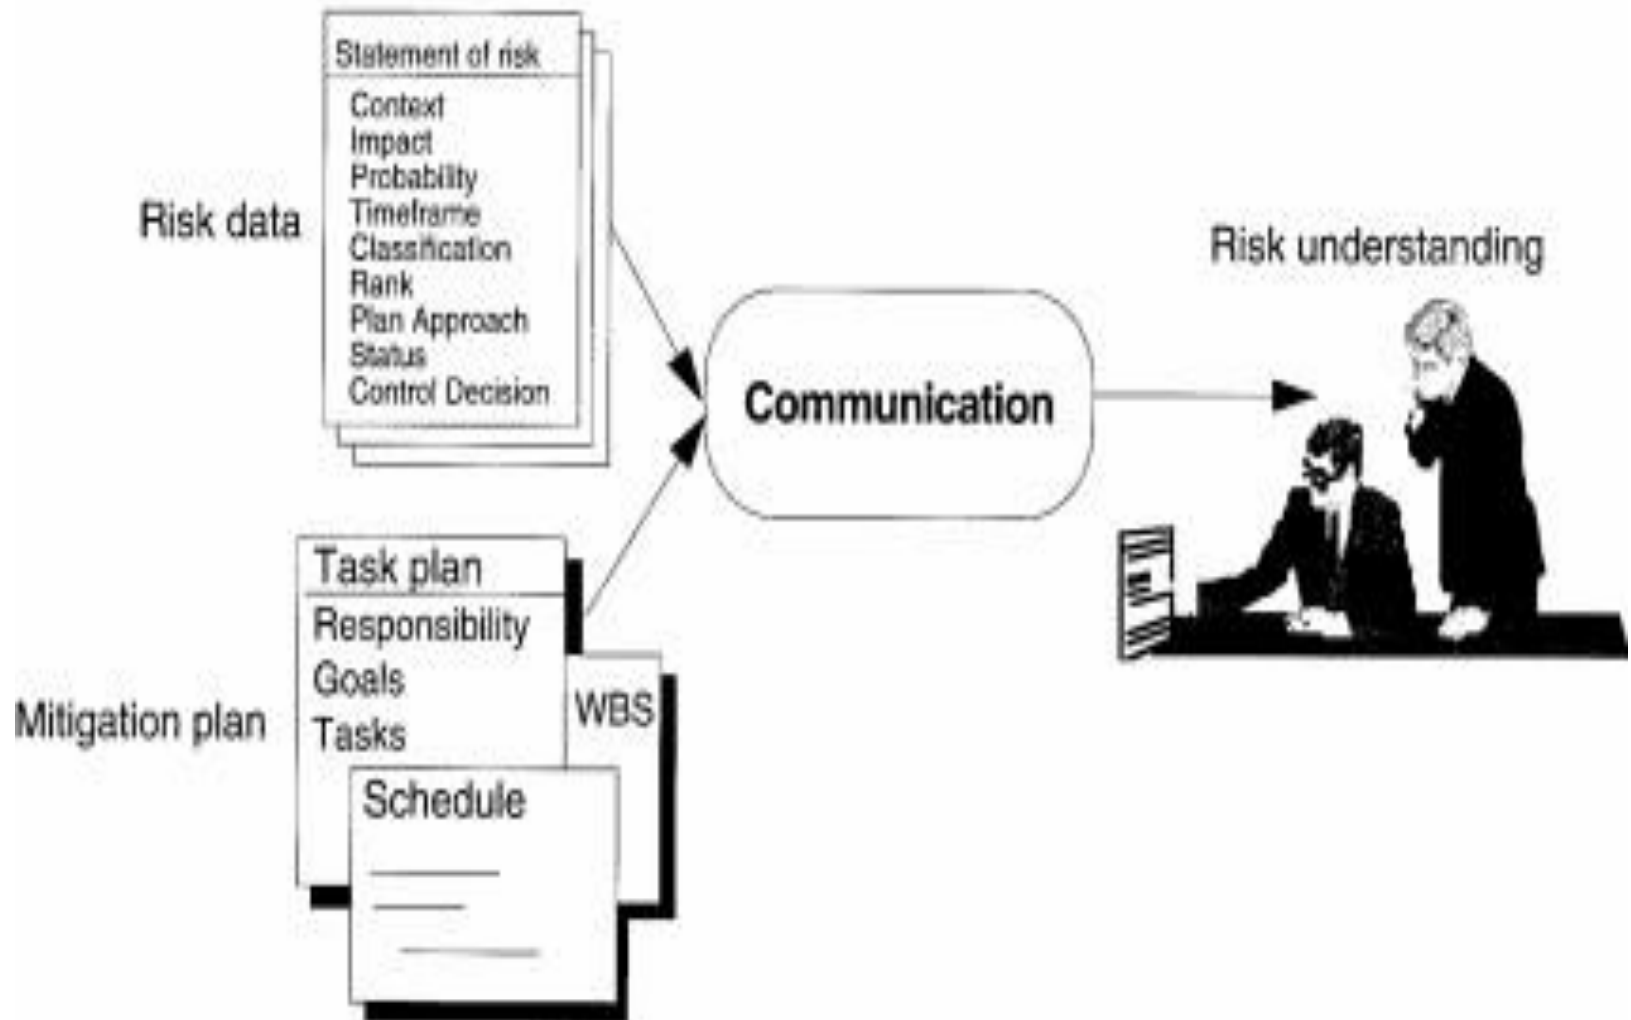 Statement of risk
Context
Impact
Probability
Timeframe
Classification
Rank
Plan Approach
Status
Control Decision
Risk data
Risk understanding
Communication
Task plan
Responsibility
Goals
Tasks
WBS
Mitigation plan
Schedule